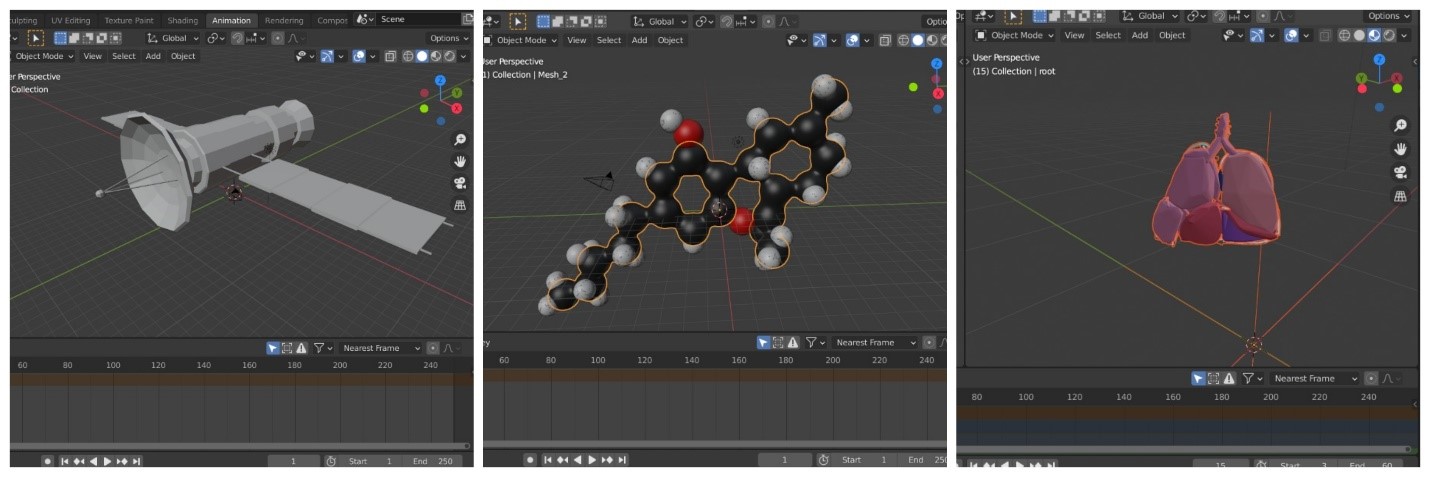 culpting UV Editing Texture Paint Shading Animation Rendering Compos Scene
Global Options
Object Mode View Select Add Object
er Perspective
Collection
Z
Y
X
Nearest Frame
60 80 100 120 140 160 180 200 220 240
1 Start 1 End 250
Global Optio
Object Mode View Select Add Object
User Perspective
1) Collection | Mesh_2
Z
X
ey Nearest Frame
60 80 100 120 140 160 180 200 220 240
1 Start 1 End 250
Global Options
Object Mode View Select Add Object
User Perspective
(15) Collection | root
Z
Y
X
Nearest Frame
80 100 120 140 160 180 200 220 240
15 Start 3 End 60